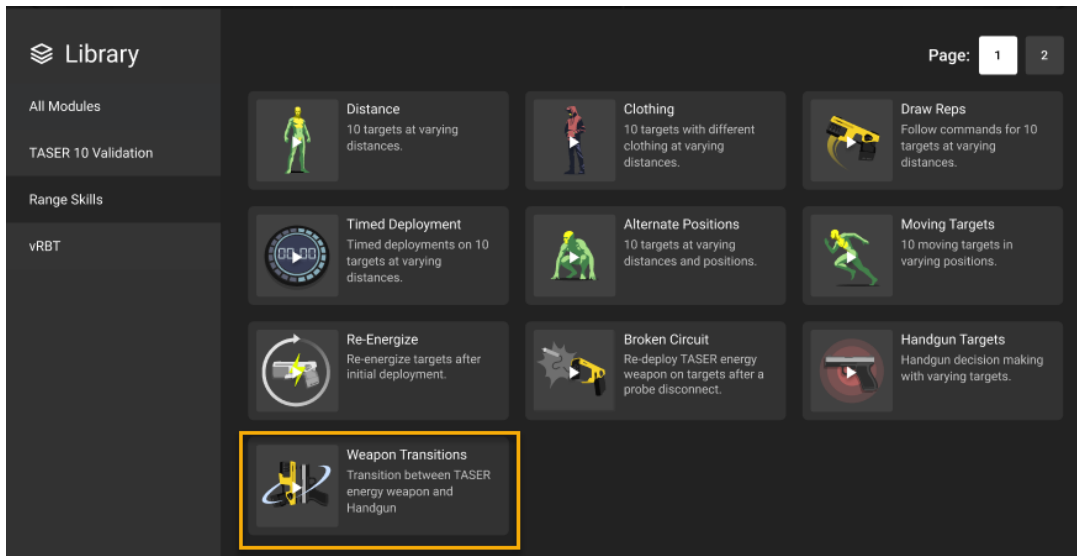 Library
All Modules
TASER 10 Validation
Range Skills
vRBT
Page: 1 2
Distance
10 targets at varying
distances.
Clothing
10 targets with different
clothing at varying
distances.
Draw Reps
Follow commands for 10
targets at varying
distances.
Timed Deployment
Timed deployments on 10
targets at varying
distances.
Alternate Positions
10 targets at varying
distances and positions.
Moving Targets
10 moving targets in
varying positions.
Re-Energize
Re-energize targets after
initial deployment.
Broken Circuit
Re-deploy TASER energy
weapon on targets after a
probe disconnect.
Handgun Targets
Handgun decision making
with varying targets.
Weapon Transitions
Transition between TASER
energy weapon and
Handgun